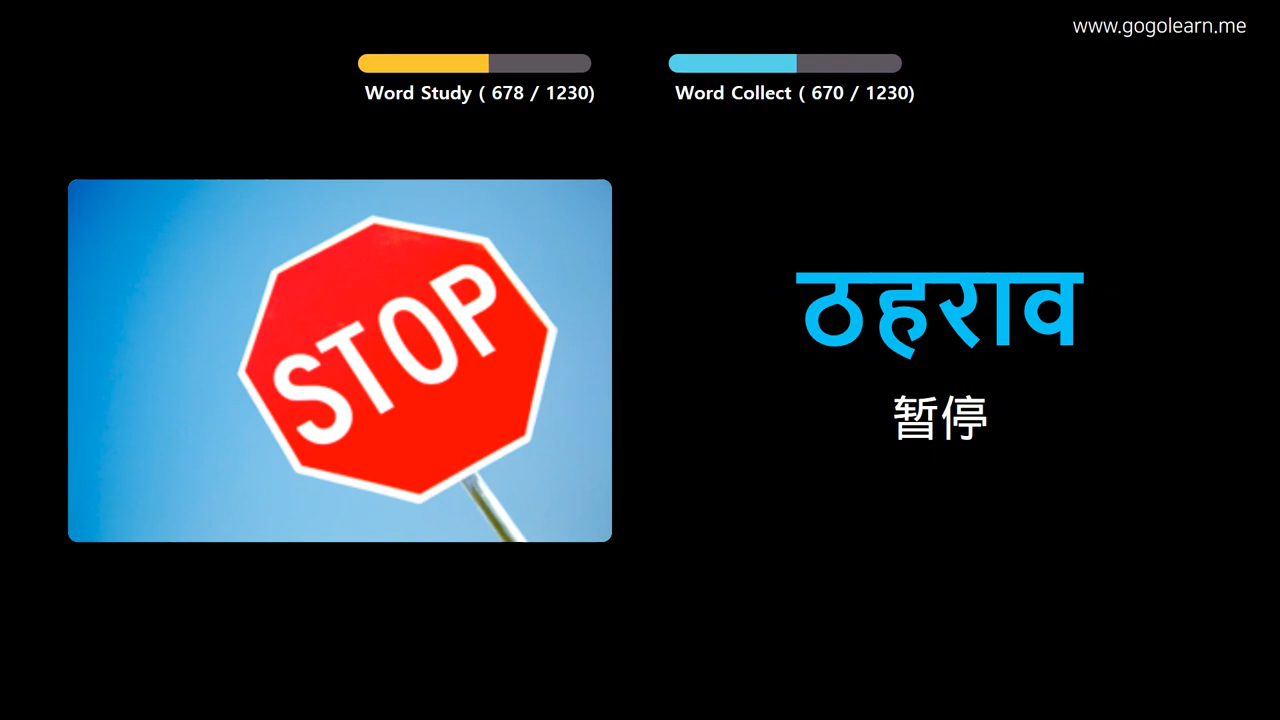 www.gogolearn.me
Word Study ( 678 / 1230)
Word Collect ( 670 / 1230)
STOP
ठहराव
暂停